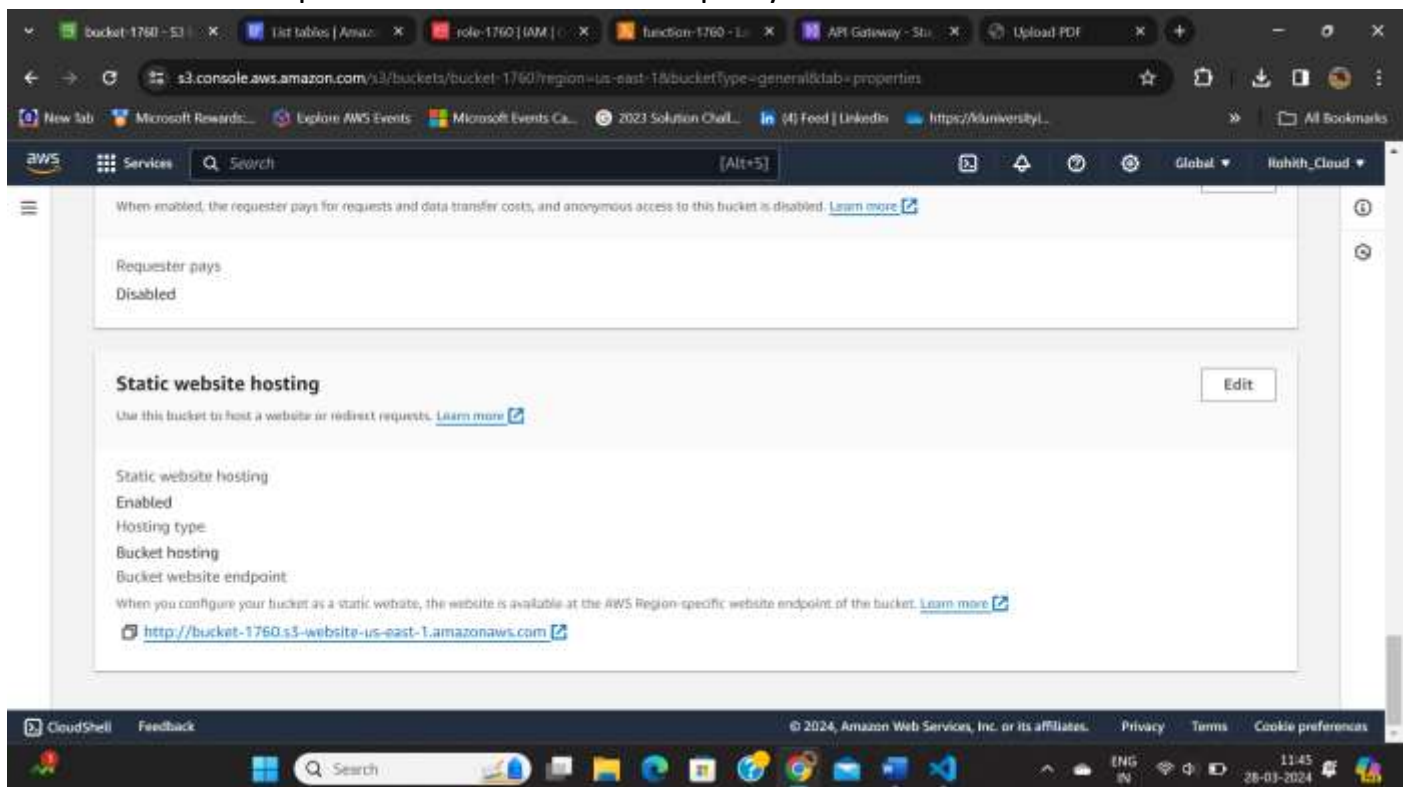 bucket-1760 - S3
List tables | Amaz
role-1760 | IAM |
function-1760 - L
API Gateway - Sta
Upload PDF
s3.console.aws.amazon.com/s3/buckets/bucket-1760?region=us-east-1&bucketType=general&tab=properties
New tab
Microsoft Rewards:...
Explore AWS Events
Microsoft Events Ca...
2023 Solution Chall...
(4) Feed | LinkedIn
https://kluniversityi...
»
All Bookmarks
aws
Services
Search
[Alt+S]
Global
Rohith_Cloud
When enabled, the requester pays for requests and data transfer costs, and anonymous access to this bucket is disabled. Learn more
Requester pays
Disabled
Static website hosting
Edit
Use this bucket to host a website or redirect requests. Learn more
Static website hosting
Enabled
Hosting type
Bucket hosting
Bucket website endpoint
When you configure your bucket as a static website, the website is available at the AWS Region-specific website endpoint of the bucket. Learn more
http://bucket-1760.s3-website-us-east-1.amazonaws.com
CloudShell
Feedback
© 2024, Amazon Web Services, Inc. or its affiliates.
Privacy
Terms
Cookie preferences
Search
ENG
IN
11:45
28-03-2024